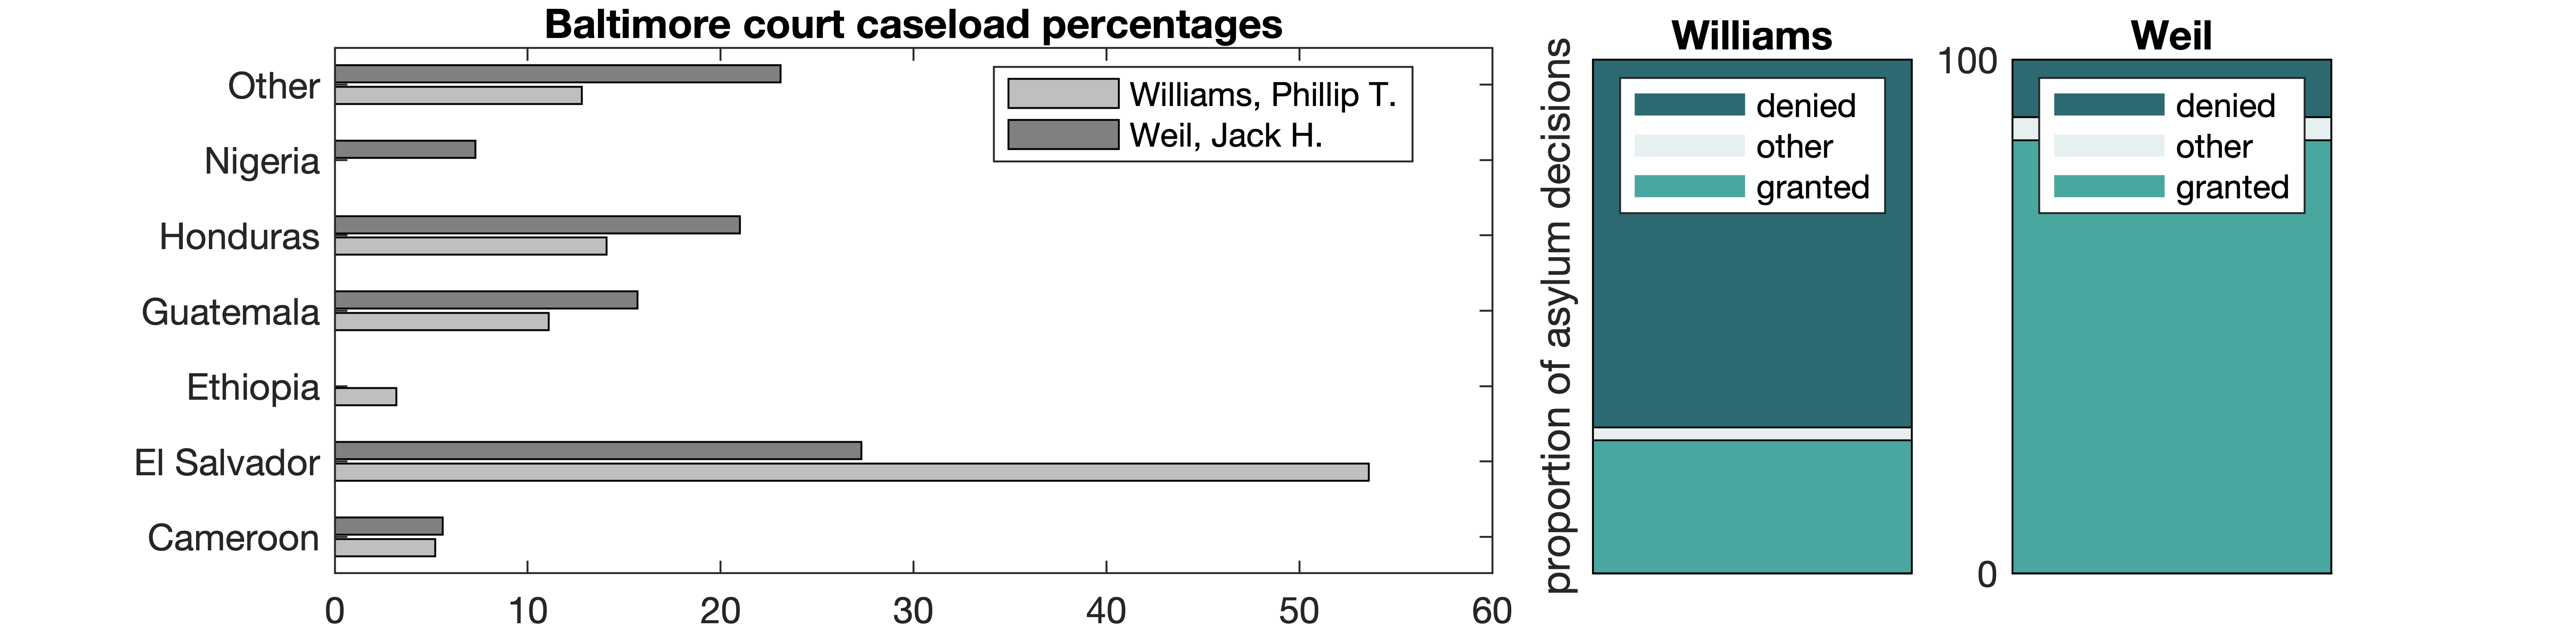 Baltimore court caseload percentages
Other
Nigeria
Honduras
Guatemala
Ethiopia
El Salvador
Cameroon
0 10 20 30 40 50 60
Williams, Phillip T.
Weil, Jack H.
proportion of asylum decisions
Williams
denied
other
granted
Weil
100
0
denied
other
granted